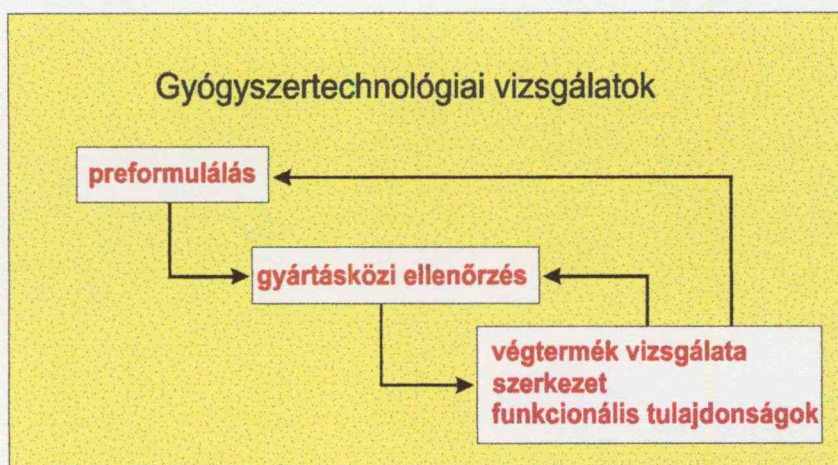 Gyógyszertechnológiai vizsgálatok
preformulálás
gyártásközi ellenőrzés
végtermék vizsgálata
szerkezet
funkcionális tulajdonságok